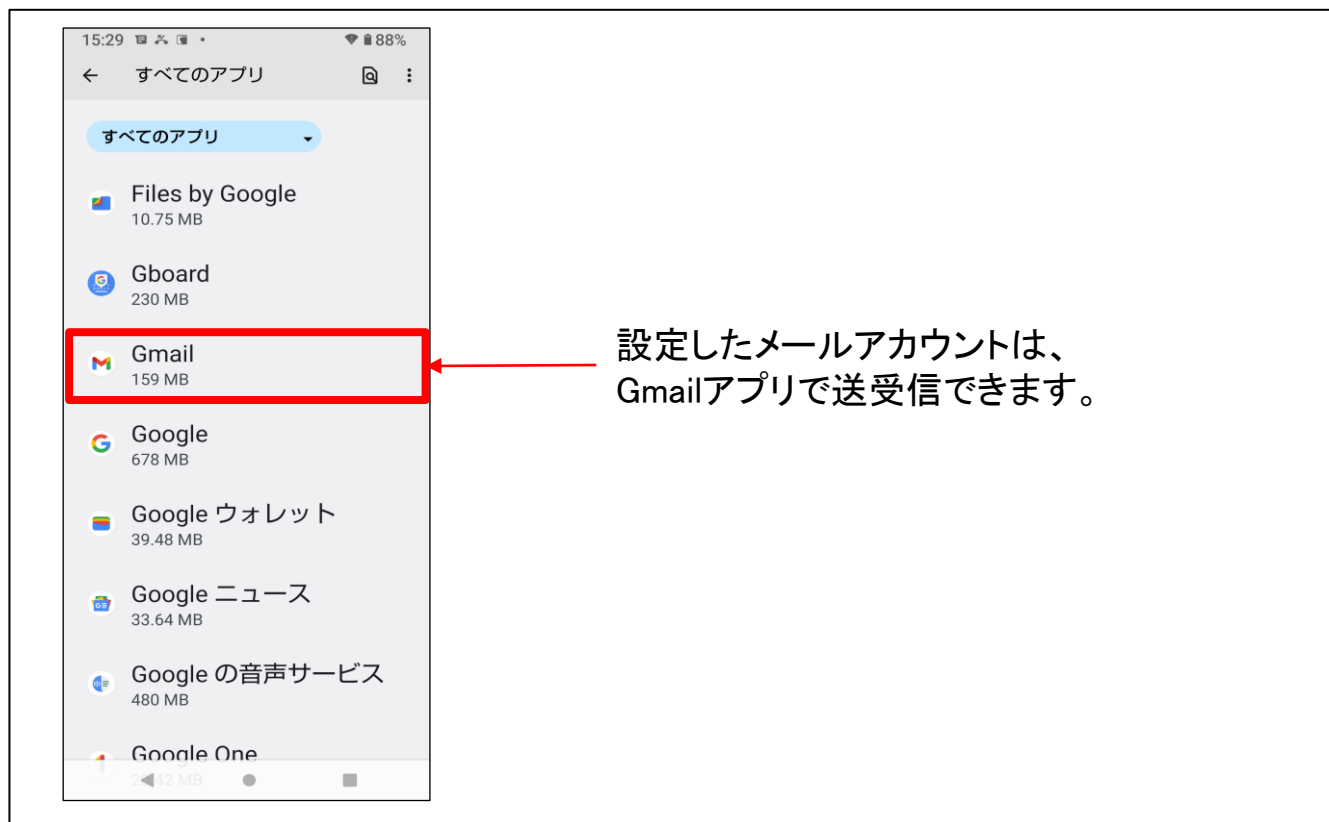 15:29
88%
すべてのアプリ
すべてのアプリ
Files by Google
10.75 MB
Gboard
230 MB
Gmail
159 MB
設定したメールアカウントは、
Gmailアプリで送受信できます。
Google
678 MB
Google ウォレット
39.48 MB
Google ニュース
33.64 MB
Google の音声サービス
480 MB
Google One